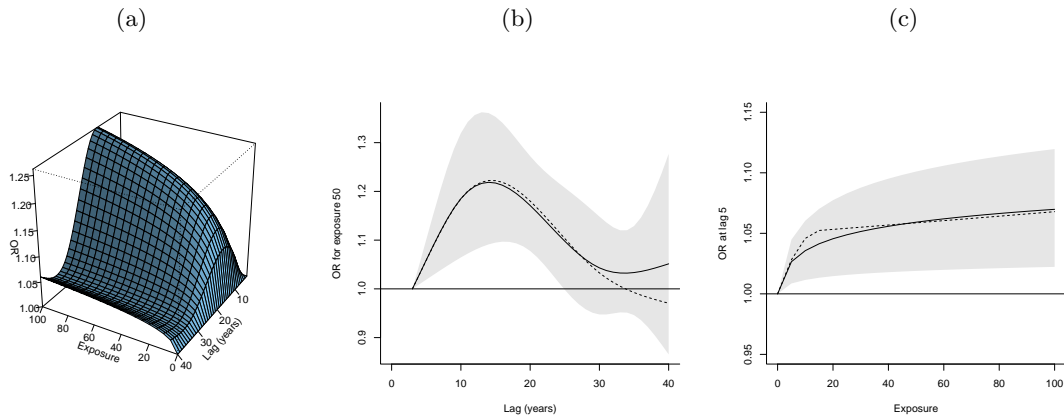 (a)
(b)
(c)
1.00
1.05
1.10
1.15
1.20
1.25
OR
100
80
60
40
20
0
Exposure
40
30
20
10
Lag (years)
0.9
1.0
1.1
1.2
1.3
OR for exposure 50
0 10 20 30 40
Lag (years)
0.95
1.00
1.05
1.10
1.15
OR at lag 5
0 20 40 60 80 100
Exposure